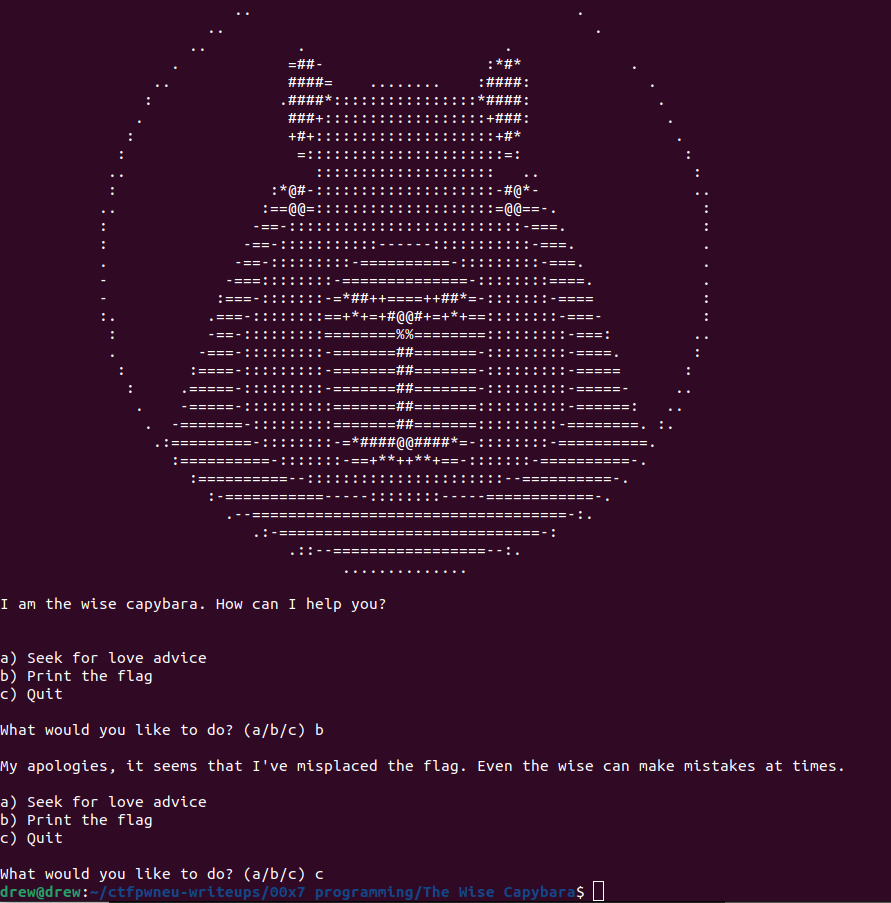 I am the wise capybara. How can I help you?
a) Seek for love advice
b) Print the flag
c) Quit
What would you like to do? (a/b/c) b
My apologies, it seems that I've misplaced the flag. Even the wise can make mistakes at times.
a) Seek for love advice
b) Print the flag
c) Quit
What would you like to do? (a/b/c) c
drew@drew:~/ctfpwneu-writeups/00x7 programming/The Wise Capybara$